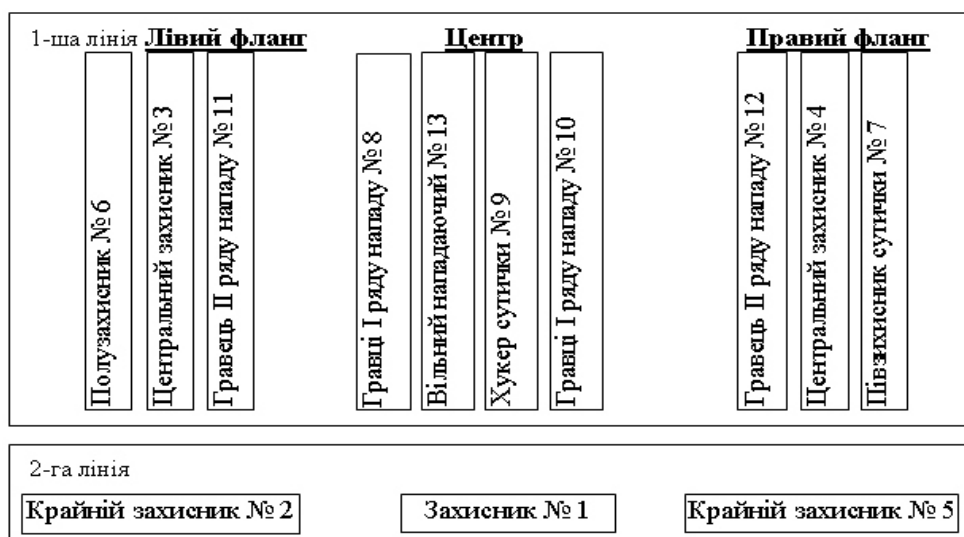 1-ша лінія Лівий фланг Центр Правий фланг
Полузахисник № 6
Центральний захисник № 3
Гравець ІІ ряду нападу № 11
Гравці І ряду нападу № 8
Вільний нападаючий № 13
Хукер сутички № 9
Гравці І ряду нападу № 10
Гравець ІІ ряду нападу № 12
Центральний захисник № 4
Півзхисник сутички № 7
2-га лінія
Крайній захисник № 2 Захисник № 1 Крайній захисник № 5